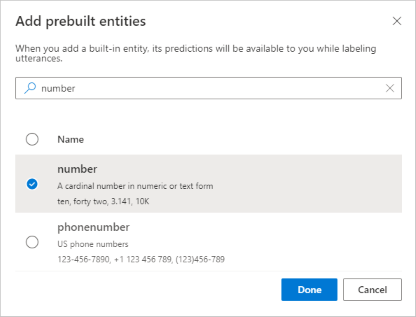 Add prebuilt entities
When you add a built-in entity, its predictions will be available to you while labeling
utterances.
number
Name
number
A cardinal number in numeric or text form
ten, forty two, 3.141, 10K
phonenumber
US phone numbers
123-456-7890, +1 123 456 789, (123)456-789
Done Cancel